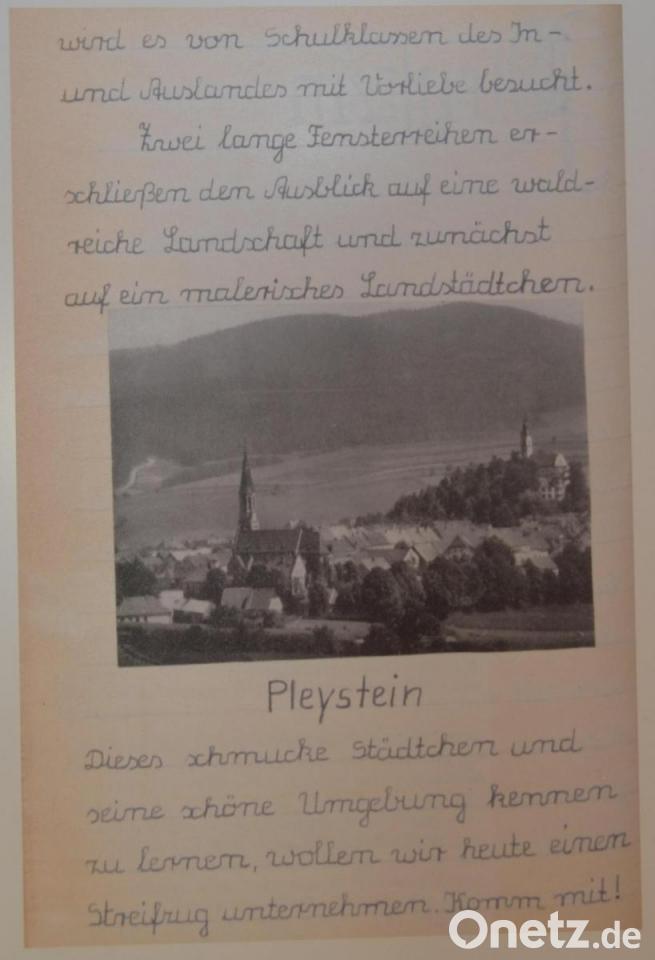 wird es von Schulklassen des In-
und Auslandes mit Vorliebe besucht.
Zwei lange Fensterreihen er-
schließen den Ausblick auf eine wald-
reiche Landschaft und zunächst
auf ein malerisches Landstädtchen.
Pleystein
Dieses schmucke Städtchen und
seine schöne Umgebung kennen
zu lernen, wollen wir heute einen
Streifzug unternehmen. Komm mit!
Onetz.de